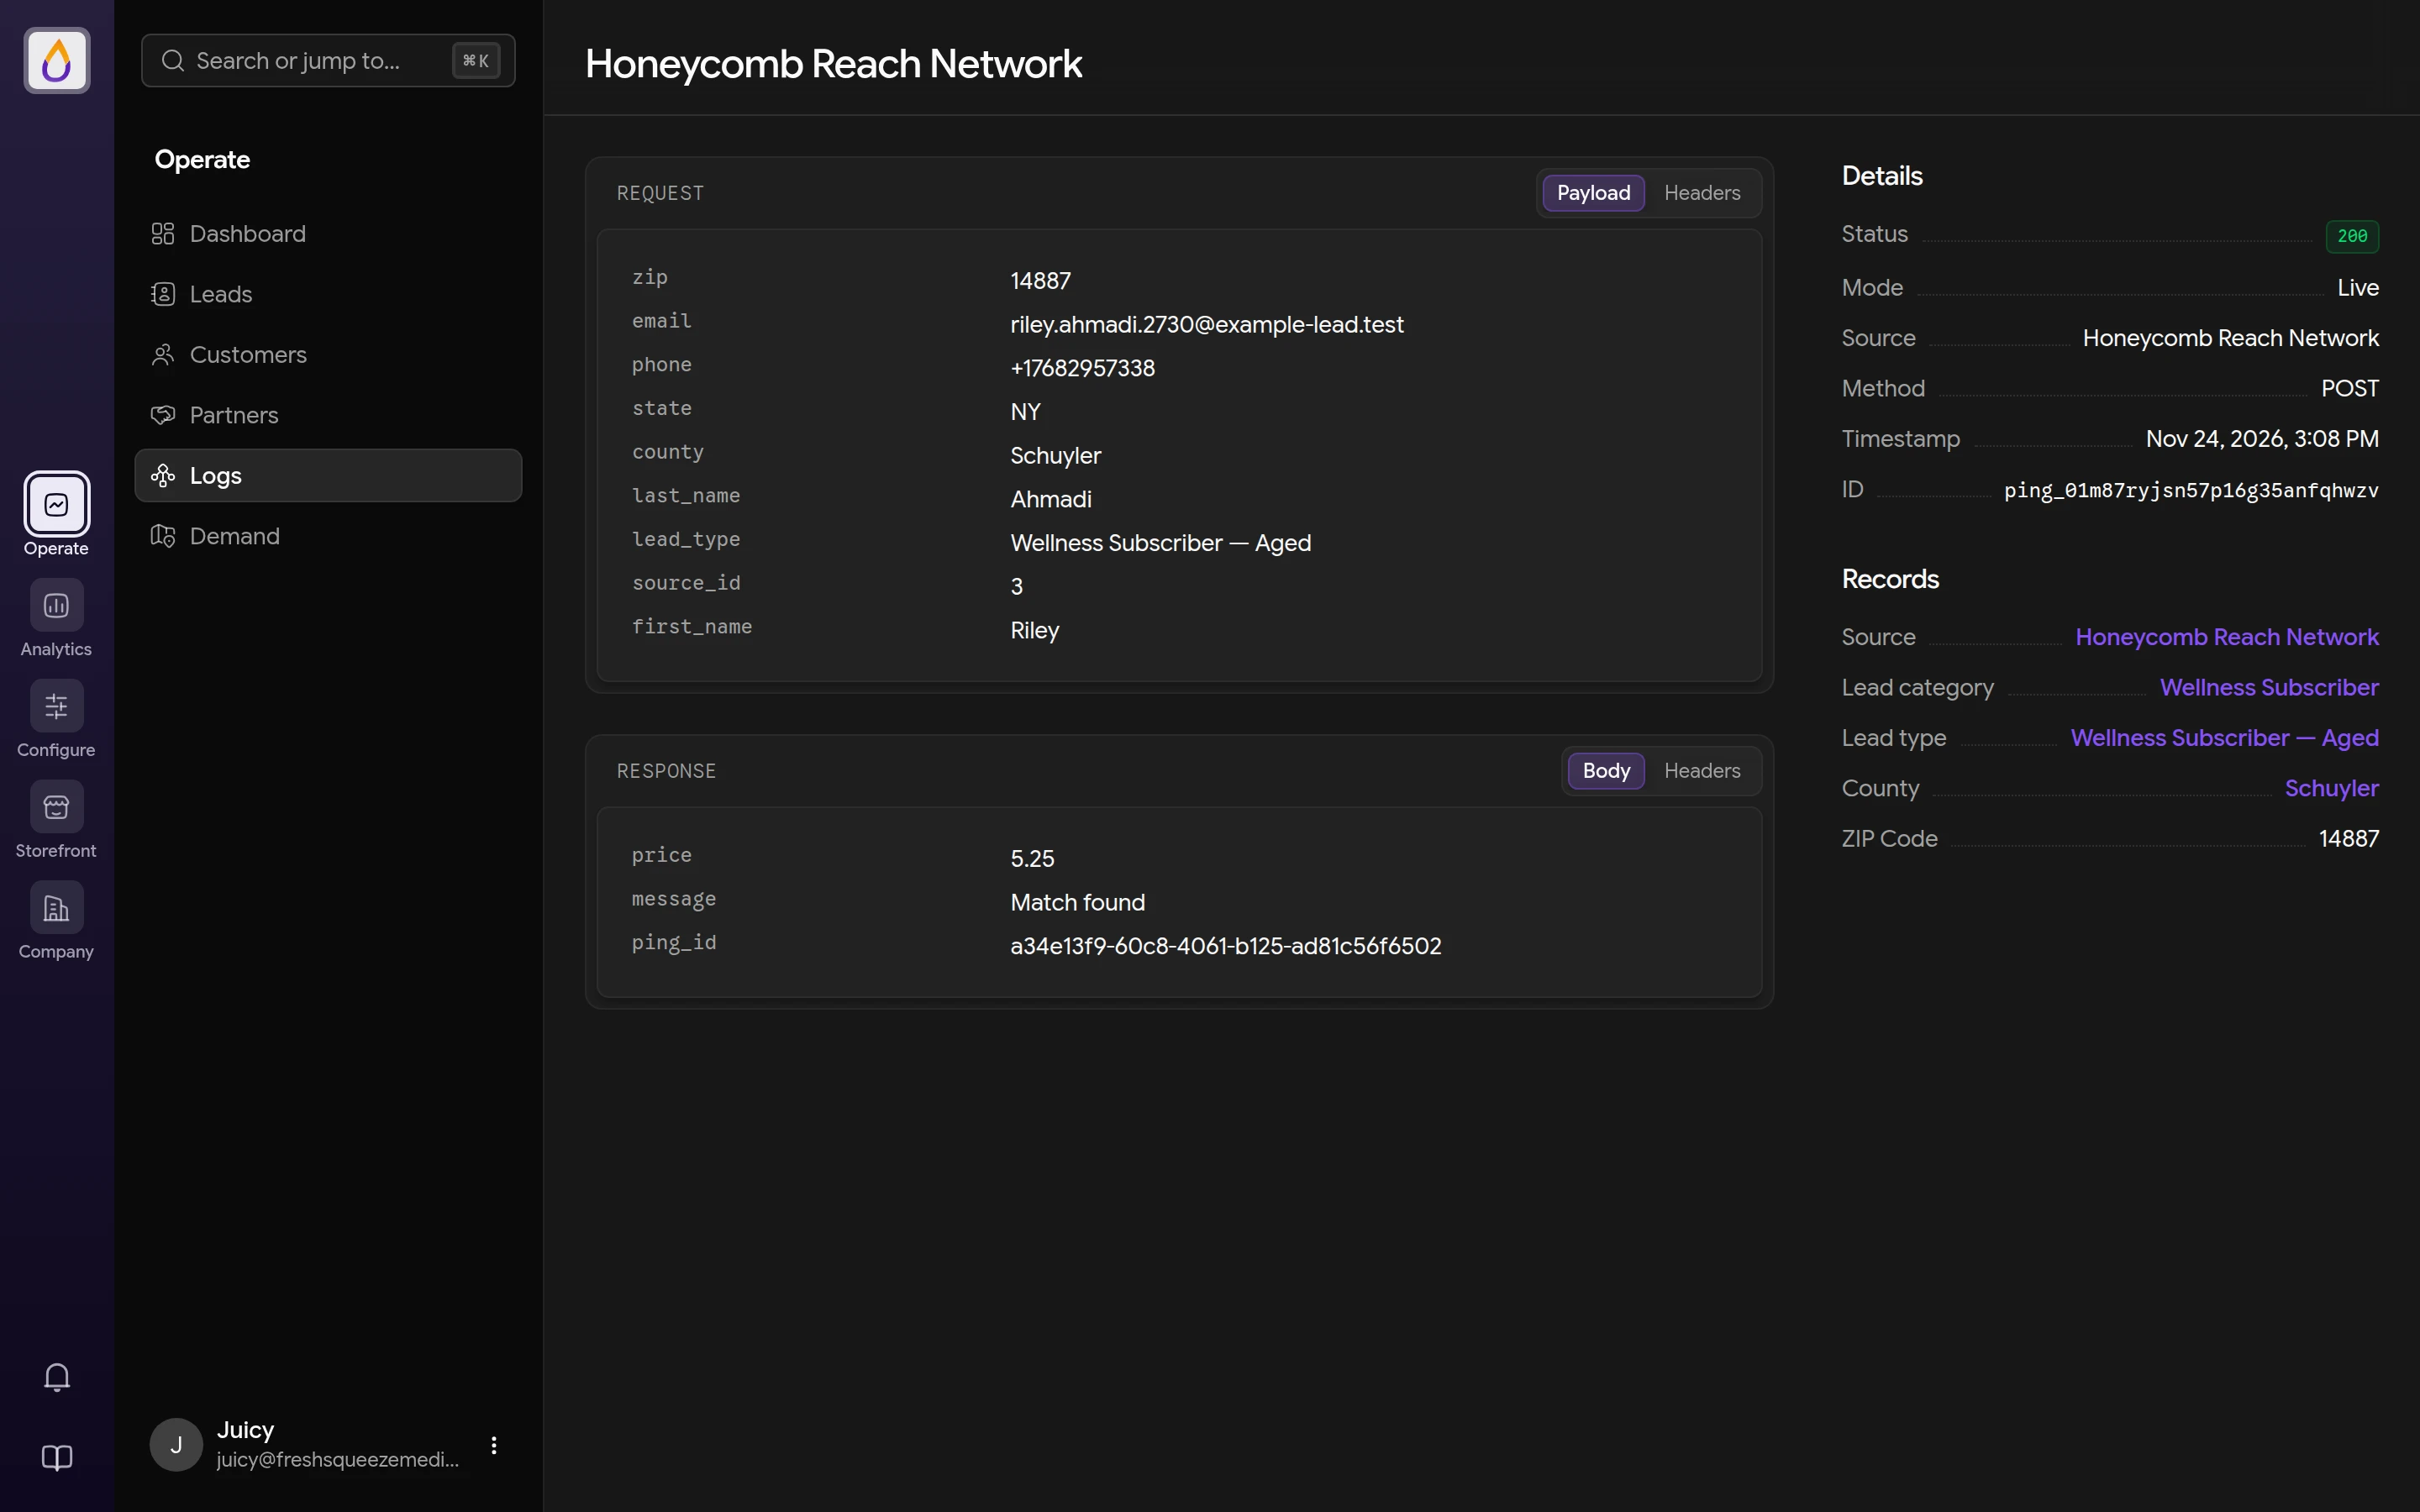 Search or jump to...
⌘K
Operate
Dashboard
Leads
Customers
Partners
Logs
Demand
Operate
Analytics
Configure
Storefront
Company
J
Juicy
juicy@freshsqueezemedi...
Honeycomb Reach Network
REQUEST
Payload Headers
zip 14887
email riley.ahmadi.2730@example-lead.test
phone +17682957338
state NY
county Schuyler
last_name Ahmadi
lead_type Wellness Subscriber — Aged
source_id 3
first_name Riley
RESPONSE
Body Headers
price 5.25
message Match found
ping_id a34e13f9-60c8-4061-b125-ad81c56f6502
Details
Status 200
Mode Live
Source Honeycomb Reach Network
Method POST
Timestamp Nov 24, 2026, 3:08 PM
ID ping_01m87ryjsn57p16g35anfqhwzv
Records
Source Honeycomb Reach Network
Lead category Wellness Subscriber
Lead type Wellness Subscriber — Aged
County Schuyler
ZIP Code 14887